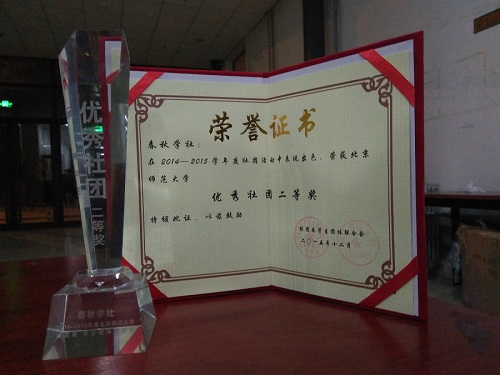 荣誉证书
春秋学社:
在2014—2015学年度社团活动中表现出色,荣获北京
师范大学
优秀社团二等奖
特颁此证,以兹鼓励
二〇一五年十二月
优秀社团二等奖
春秋学社